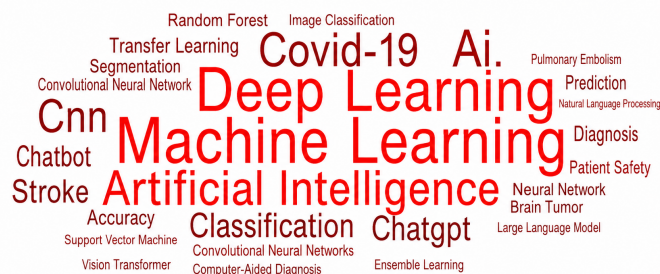 Random Forest
Image Classification
Transfer Learning
Covid-19
Ai.
Segmentation
Pulmonary Embolism
Convolutional Neural Network
Deep Learning
Prediction
Natural Language Processing
Cnn
Machine Learning
Diagnosis
Chatbot
Patient Safety
Stroke
Artificial Intelligence
Neural Network
Brain Tumor
Accuracy
Classification
Chatgpt
Large Language Model
Support Vector Machine
Convolutional Neural Networks
Vision Transformer
Computer-Aided Diagnosis
Ensemble Learning